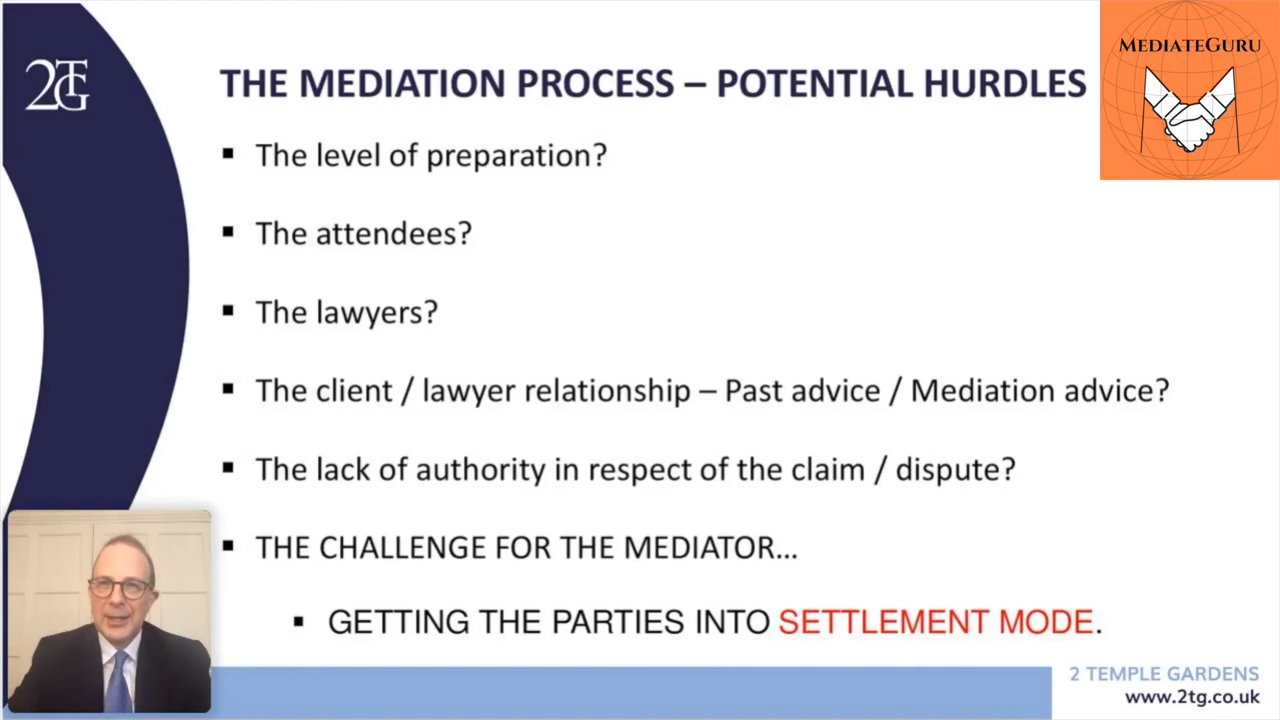 2TG
THE MEDIATION PROCESS – POTENTIAL HURDLES
MEDIATEGURU
▪ The level of preparation?
▪ The attendees?
▪ The lawyers?
▪ The client / lawyer relationship – Past advice / Mediation advice?
▪ The lack of authority in respect of the claim / dispute?
▪ THE CHALLENGE FOR THE MEDIATOR...
▪ GETTING THE PARTIES INTO SETTLEMENT MODE.
2 TEMPLE GARDENS
www.2tg.co.uk